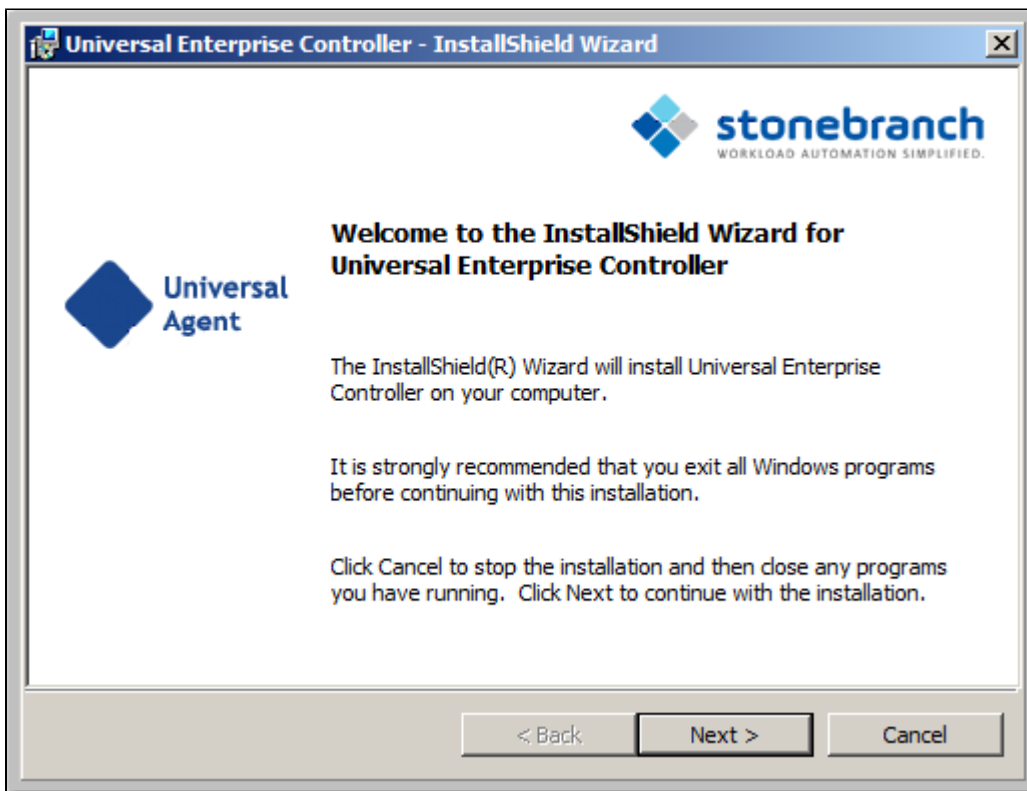 Universal Enterprise Controller - InstallShield Wizard
stonebranch
WORKLOAD AUTOMATION SIMPLIFIED.
Welcome to the InstallShield Wizard for
Universal Enterprise Controller
Universal
Agent
The InstallShield(R) Wizard will install Universal Enterprise
Controller on your computer.
It is strongly recommended that you exit all Windows programs
before continuing with this installation.
Click Cancel to stop the installation and then close any programs
you have running.  Click Next to continue with the installation.
< Back
Next >
Cancel